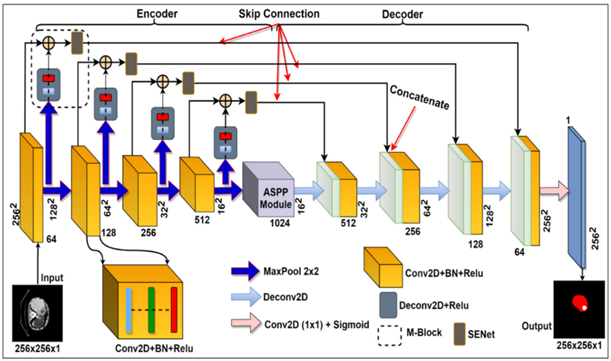 Encoder
Skip Connection
Decoder
Concatenate
1
256²
64
128²
128
64²
256
32²
512
16²
ASPP
Module
1024
16²
512
32²
256
64²
128
128²
64
256²
256²
Input
256x256x1
Conv2D+BN+Relu
MaxPool 2x2
Deconv2D
Conv2D (1x1) + Sigmoid
Conv2D+BN+Relu
Deconv2D+Relu
M-Block
SENet
Output
256x256x1